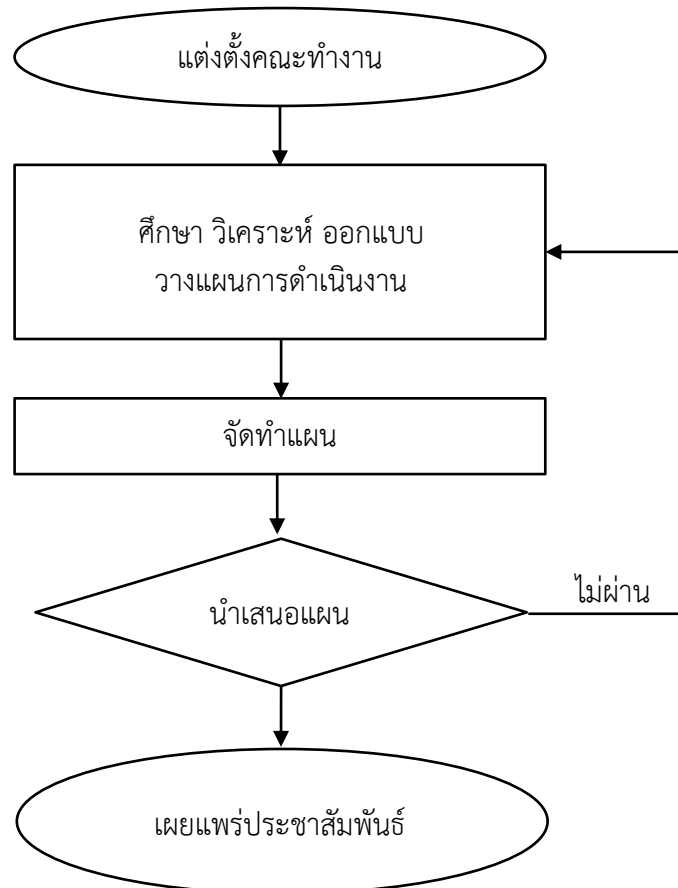 แต่งตั้งคณะทำงาน
ศึกษา วิเคราะห์ ออกแบบ
วางแผนการดำเนินงาน
จัดทำแผน
นำเสนอแผน
ไม่ผ่าน
เผยแพร่ประชาสัมพันธ์